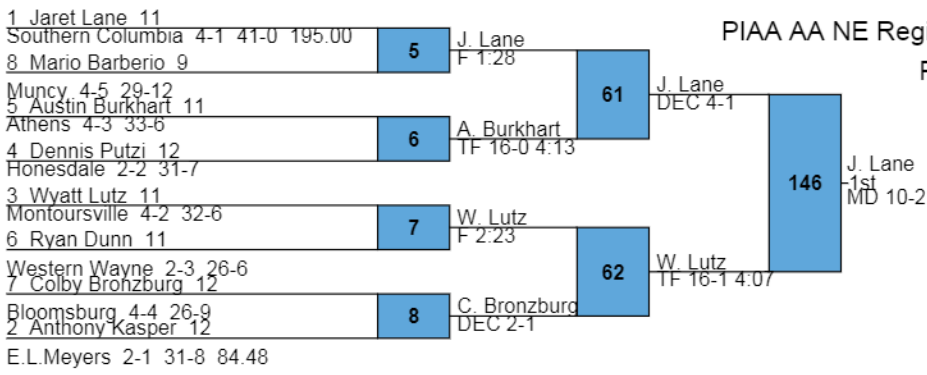 1 Jaret Lane 11
Southern Columbia 4-1 41-0 195.00
8 Mario Barberio 9
Muncy 4-5 29-12
5 Austin Burkhart 11
Athens 4-3 33-6
4 Dennis Putzi 12
Honesdale 2-2 31-7
3 Wyatt Lutz 11
Montoursville 4-2 32-6
6 Ryan Dunn 11
Western Wayne 2-3 26-6
7 Colby Bronzburg 12
Bloomsburg 4-4 26-9
2 Anthony Kasper 12
E.L.Meyers 2-1 31-8 84.48
5
6
7
8
J. Lane
F 1:28
A. Burkhart
TF 16-0 4:13
W. Lutz
F 2:23
C. Bronzburg
DEC 2-1
61
62
J. Lane
DEC 4-1
W. Lutz
TF 16-1 4:07
146
J. Lane
1st
MD 10-2
PIAA AA NE Regi